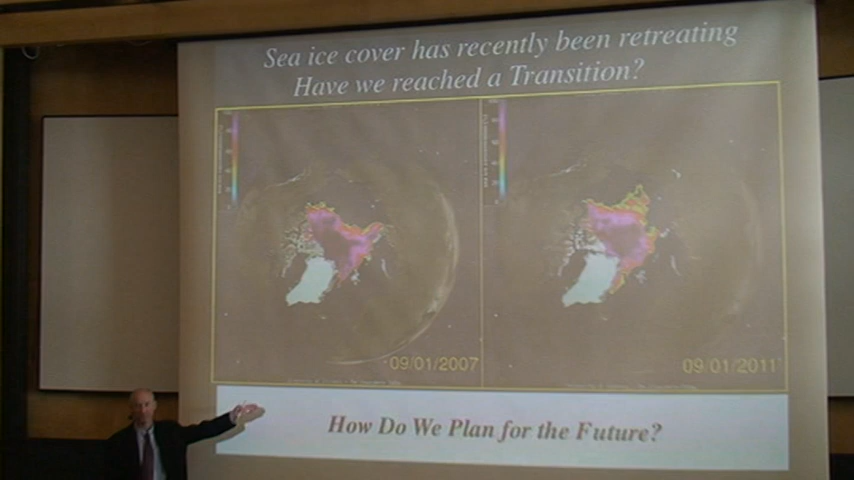 Sea ice cover has recently been retreating
Have we reached a Transition?
09/01/2007
09/01/2011
How Do We Plan for the Future?